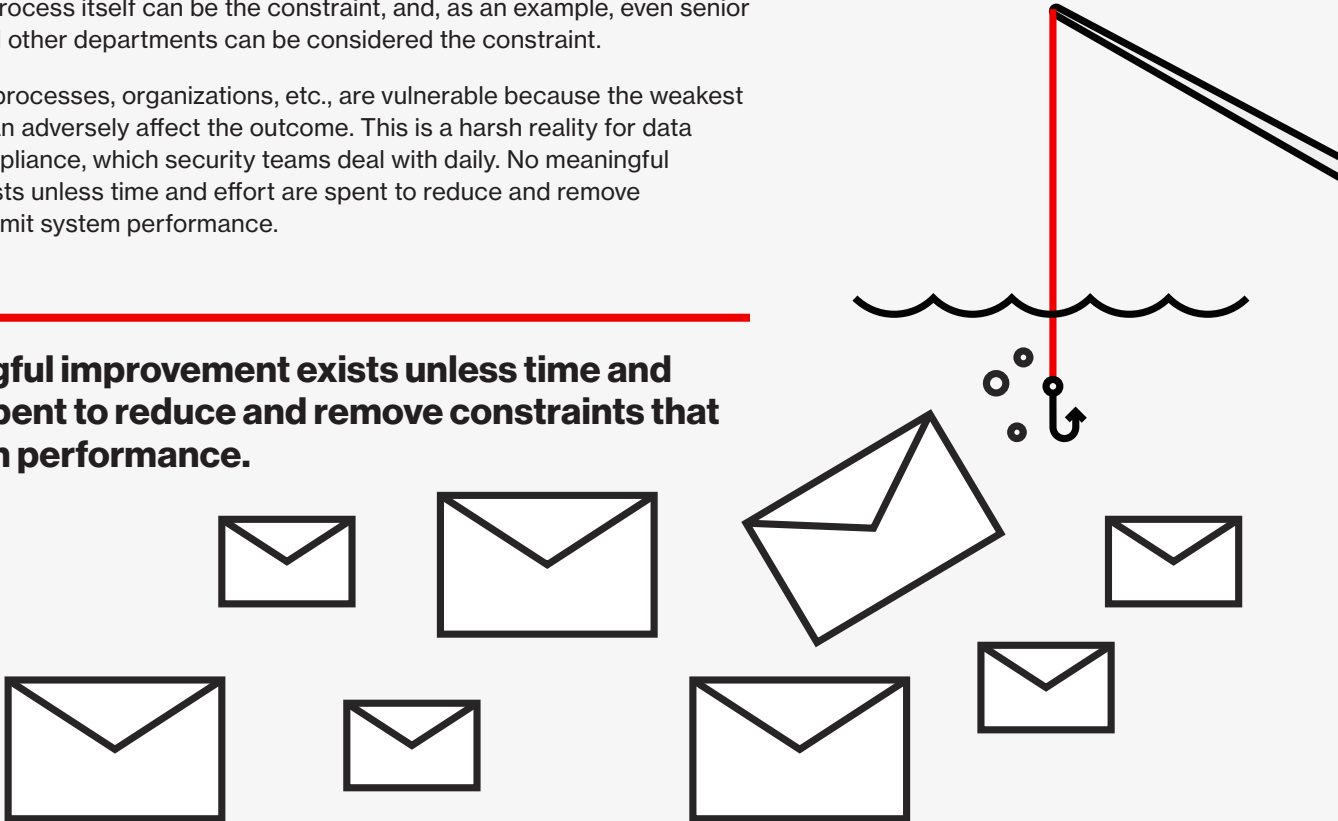 process itself can be the constraint, and, as an example, even senior
other departments can be considered the constraint.
processes, organizations, etc., are vulnerable because the weakest
adversely affect the outcome. This is a harsh reality for data
pliance, which security teams deal with daily. No meaningful
sts unless time and effort are spent to reduce and remove
mit system performance.
gful improvement exists unless time and
pent to reduce and remove constraints that
performance.